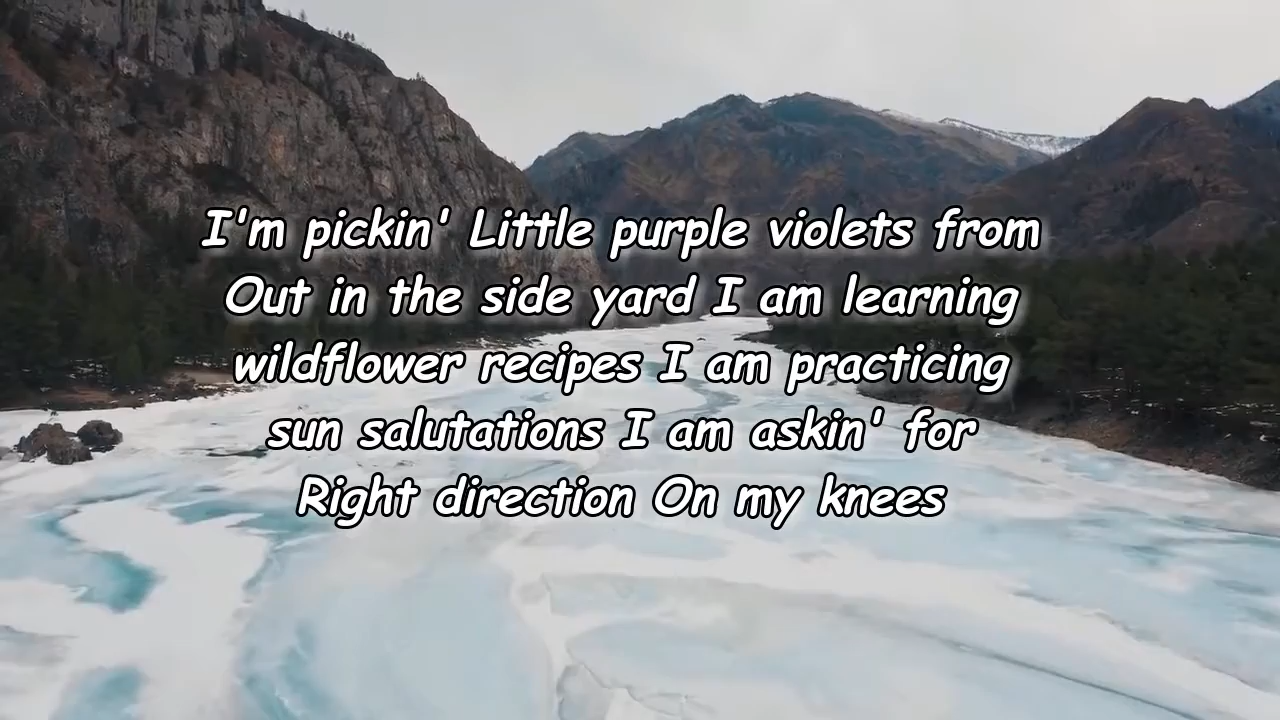 I'm pickin' Little purple violets from
Out in the side yard I am learning
wildflower recipes I am practicing
sun salutations I am askin' for
Right direction On my knees